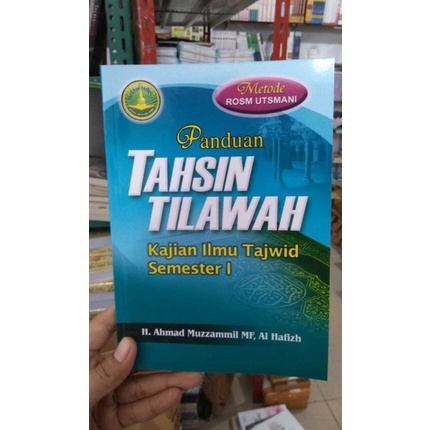 Metode
ROSM UTSMANI
Panduan
TAHSIN
TILAWAH
Kajian Ilmu Tajwid
Semester I
H. Ahmad Muzzammil MF, Al Hafizh